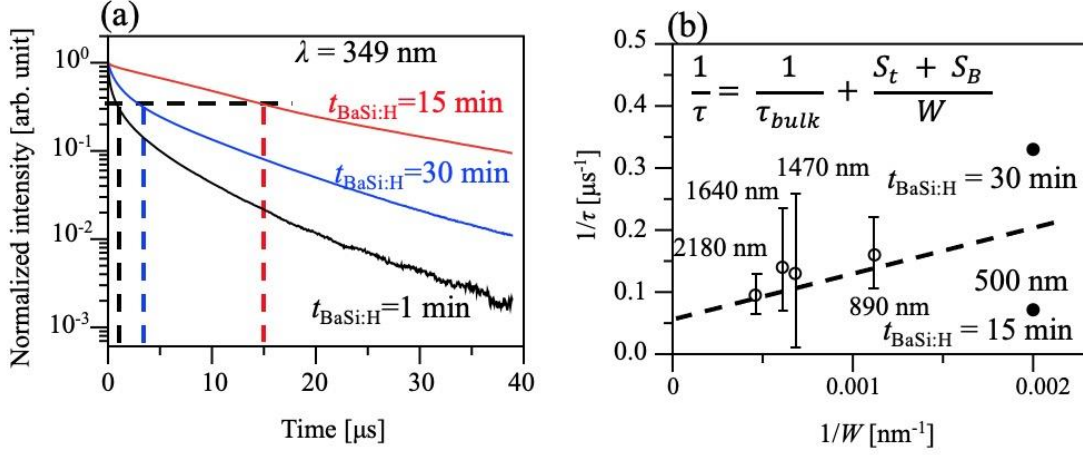 (a)
λ = 349 nm
t_BaSi:H=15 min
t_BaSi:H=30 min
t_BaSi:H=1 min
Normalized intensity [arb. unit]
10^0
10^-1
10^-2
10^-3
0 10 20 30 40
Time [μs]
(b)
1/τ = 1/τ_bulk + (S_t + S_B)/W
1470 nm
1640 nm
t_BaSi:H = 30 min
2180 nm
500 nm
890 nm
t_BaSi:H = 15 min
1/τ [μs^-1]
0.5
0.4
0.3
0.2
0.1
0.0
0 0.001 0.002
1/W [nm^-1]